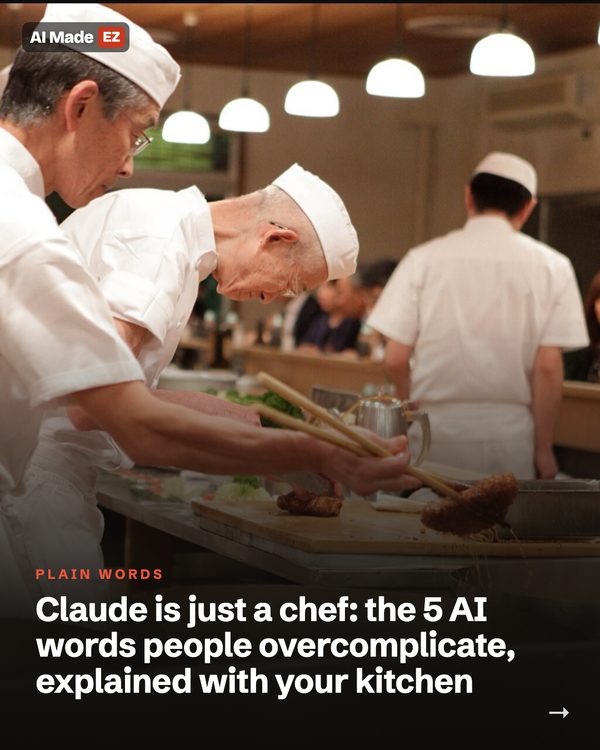 AI Made EZ
PLAIN WORDS
Claude is just a chef: the 5 AI
words people overcomplicate,
explained with your kitchen
→